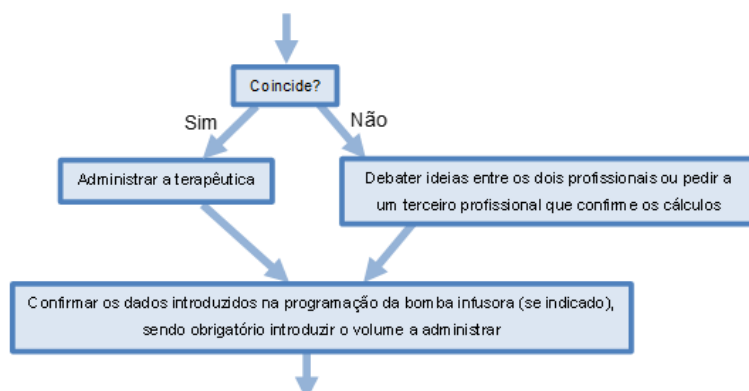 Coincide?
Sim
Não
Administrar a terapêutica
Debater ideias entre os dois profissionais ou pedir a
um terceiro profissional que confirme os cálculos
Confirmar os dados introduzidos na programação da bomba infusora (se indicado),
sendo obrigatório introduzir o volume a administrar